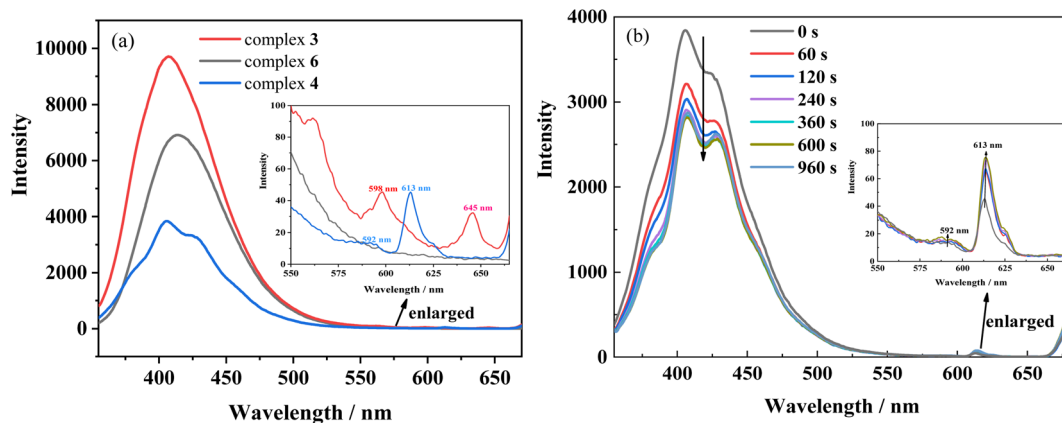 (a)
complex 3
complex 6
complex 4
10000
8000
6000
4000
2000
0
Intensity
400 450 500 550 600 650
Wavelength / nm
100
80
60
40
20
0
Intensity
550 575 600 625 650
Wavelength / nm
598 nm
613 nm
645 nm
592 nm
enlarged
(b)
0 s
60 s
120 s
240 s
360 s
600 s
960 s
4000
3000
2000
1000
0
Intensity
400 450 500 550 600 650
Wavelength / nm
100
80
60
40
20
0
Intensity
550 575 600 625 650
Wavelength / nm
613 nm
592 nm
enlarged